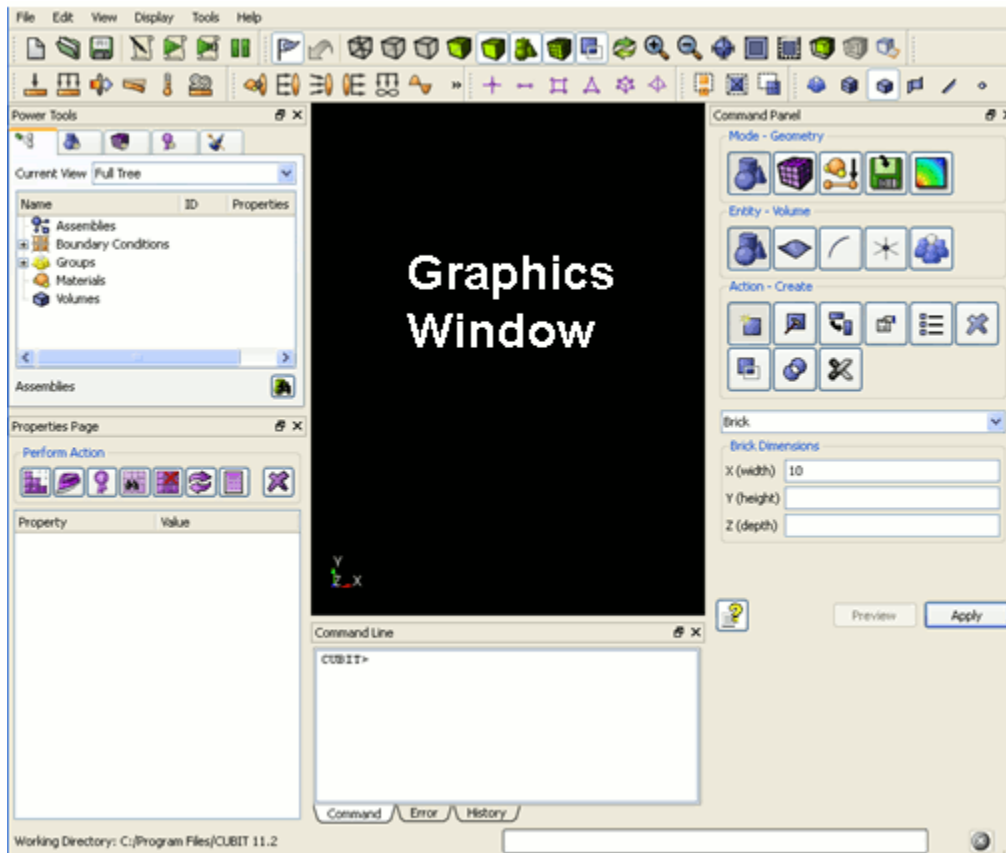 File Edit View Display Tools Help
Power Tools
Current View Full Tree
Name ID Properties
Assemblies
Boundary Conditions
Groups
Materials
Volumes
Assemblies
Properties Page
Perform Action
Property Value
Graphics
Window
Y
Z X
Command Line
CUBIT>
Command Error History
Command Panel
Mode - Geometry
Entity - Volume
Action - Create
Brick
Brick Dimensions
X (width) 10
Y (height)
Z (depth)
Preview Apply
Working Directory: C:/Program Files/CUBIT 11.2